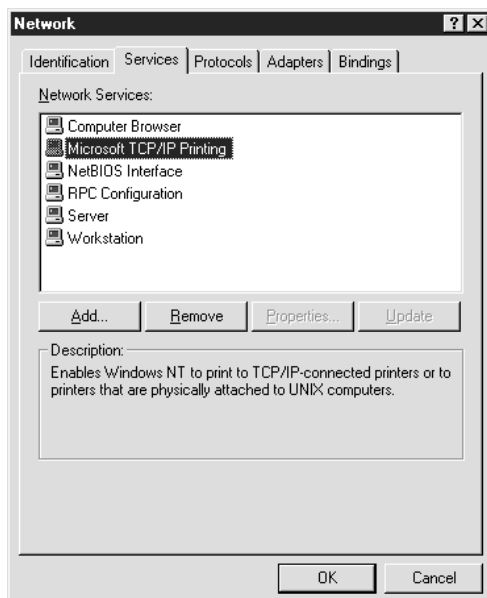 Network
Identification Services Protocols Adapters Bindings
Network Services:
Computer Browser
Microsoft TCP/IP Printing
NetBIOS Interface
RPC Configuration
Server
Workstation
Add... Remove Properties... Update
Description:
Enables Windows NT to print to TCP/IP-connected printers or to
printers that are physically attached to UNIX computers.
OK Cancel